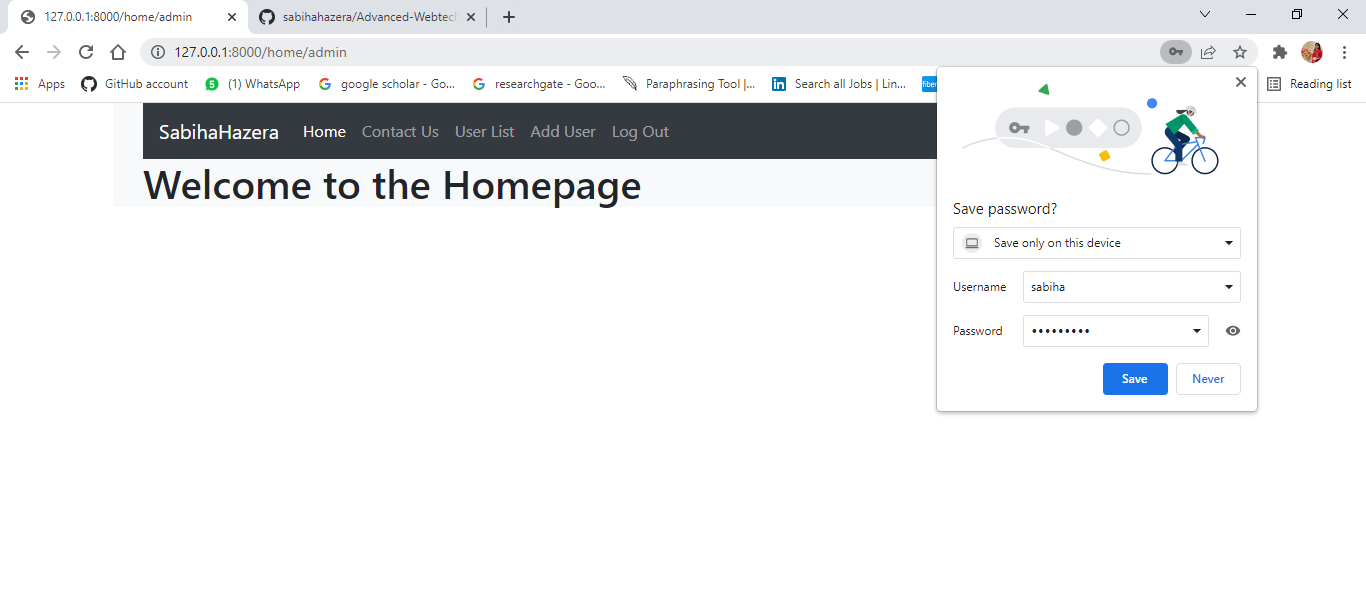 127.0.0.1:8000/home/admin
sabihahazera/Advanced-Webtech
127.0.0.1:8000/home/admin
Apps GitHub account (1) WhatsApp google scholar - Go... researchgate - Goo... Paraphrasing Tool |... Search all Jobs | Lin... fiber Reading list
SabihaHazera Home Contact Us User List Add User Log Out
Welcome to the Homepage
Save password?
Save only on this device
Username sabiha
Password •••••••••
Save Never